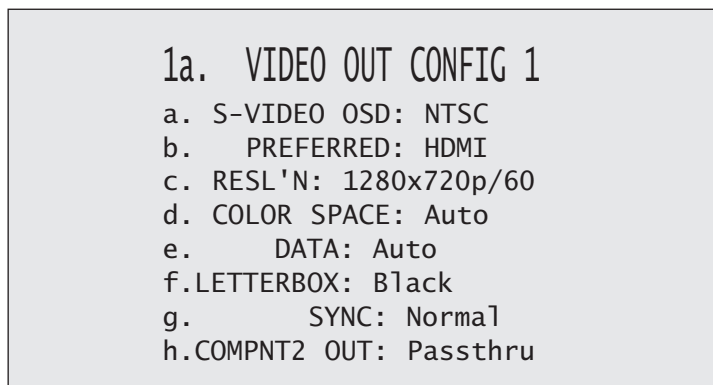 1a. VIDEO OUT CONFIG 1
a. S-VIDEO OSD: NTSC
b. PREFERRED: HDMI
c. RESL'N: 1280x720p/60
d. COLOR SPACE: Auto
e. DATA: Auto
f.LETTERBOX: Black
g. SYNC: Normal
h.COMPNT2 OUT: Passthru